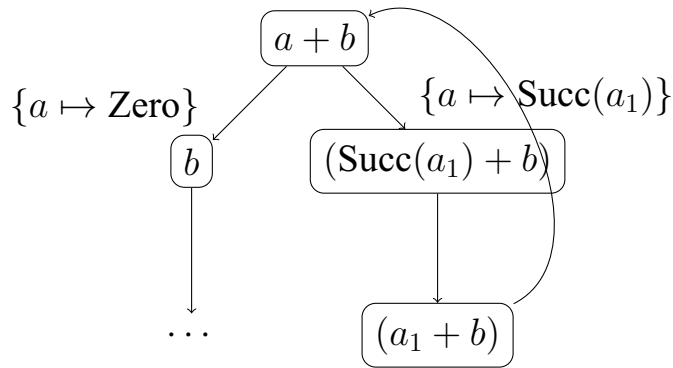 a + b
{a ↦ Zero}
{a ↦ Succ(a₁)}
b
(Succ(a₁) + b)
...
(a₁ + b)